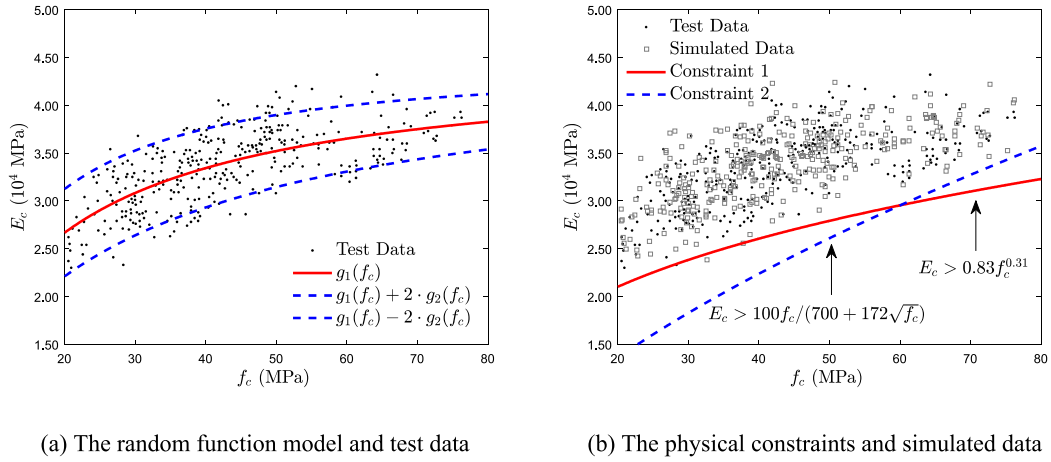 5.00
4.50
4.00
3.50
3.00
2.50
2.00
1.50
E_c (10^4 MPa)
20 30 40 50 60 70 80
f_c (MPa)
Test Data
g_1(f_c)
g_1(f_c) + 2 · g_2(f_c)
g_1(f_c) − 2 · g_2(f_c)
(a) The random function model and test data
5.00
4.50
4.00
3.50
3.00
2.50
2.00
1.50
E_c (10^4 MPa)
Test Data
Simulated Data
Constraint 1
Constraint 2
E_c > 0.83f_c^{0.31}
E_c > 100f_c/(700 + 172√f_c)
20 30 40 50 60 70 80
f_c (MPa)
(b) The physical constraints and simulated data